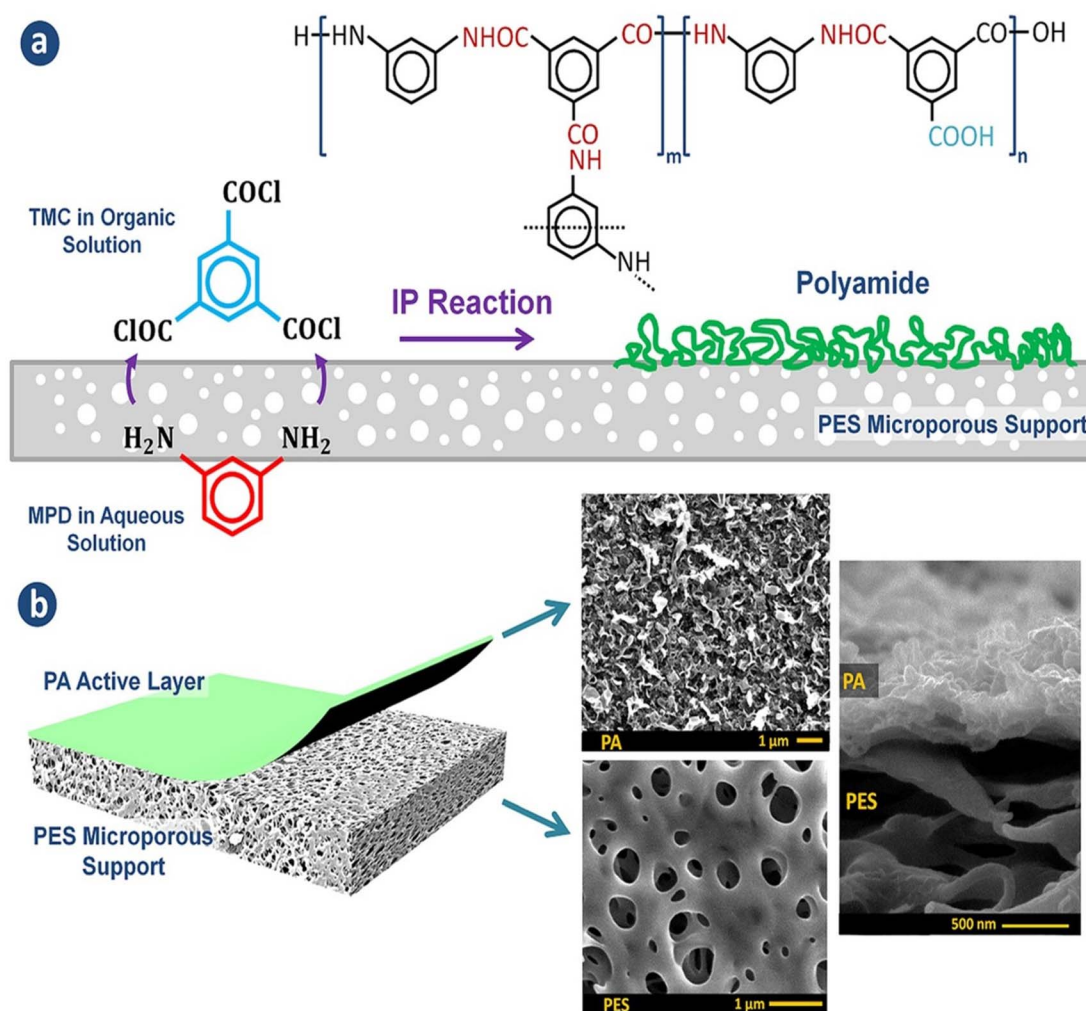 a
H HN NHOC CO HN NHOC CO OH
COOH
CO
m n
NH
NH
COCl
TMC in Organic
Solution
ClOC COCl
IP Reaction
Polyamide
H₂N NH₂
PES Microporous Support
MPD in Aqueous
Solution
b
PA Active Layer
PES Microporous
Support
PA 1 µm
PES 1 µm
PA
PES
500 nm